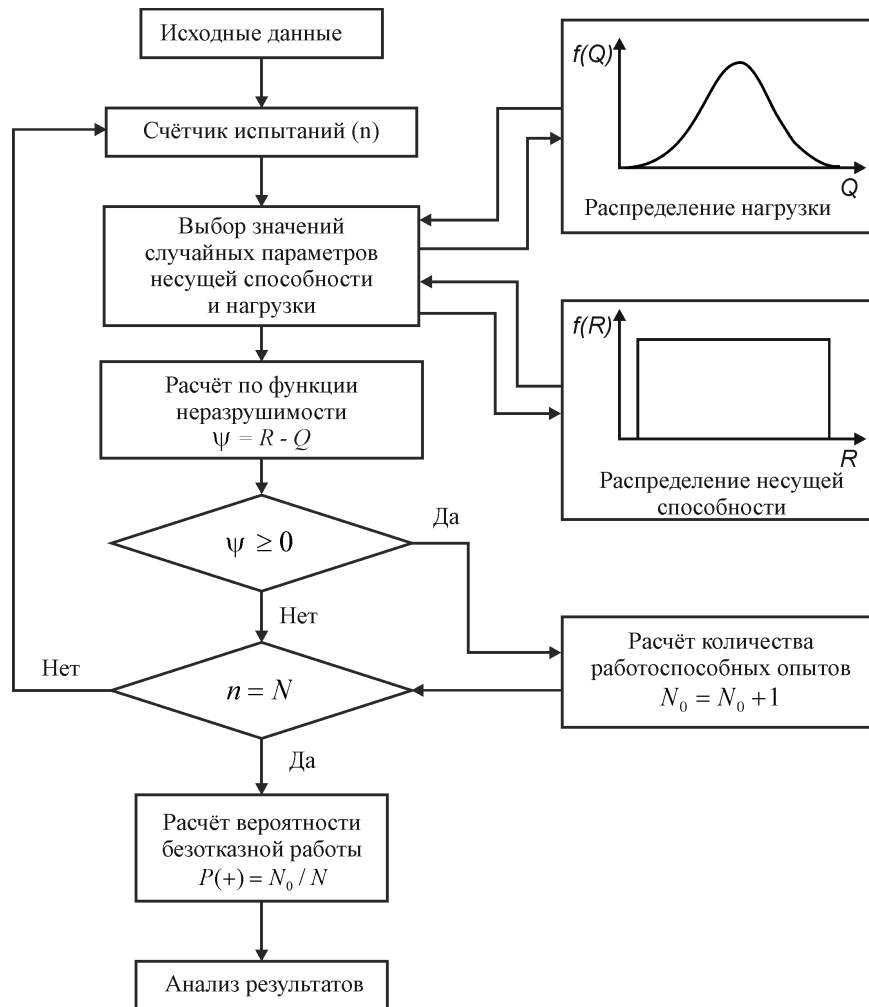 Исходные данные
Счётчик испытаний (n)
Выбор значений
случайных параметров
несущей способности
и нагрузки
f(Q)
Q
Распределение нагрузки
f(R)
R
Распределение несущей
способности
Расчёт по функции
неразрушимости
ψ = R - Q
ψ ≥ 0
Да
Нет
Расчёт количества
работоспособных опытов
N₀ = N₀ +1
n = N
Нет
Да
Расчёт вероятности
безотказной работы
P(+) = N₀ / N
Анализ результатов